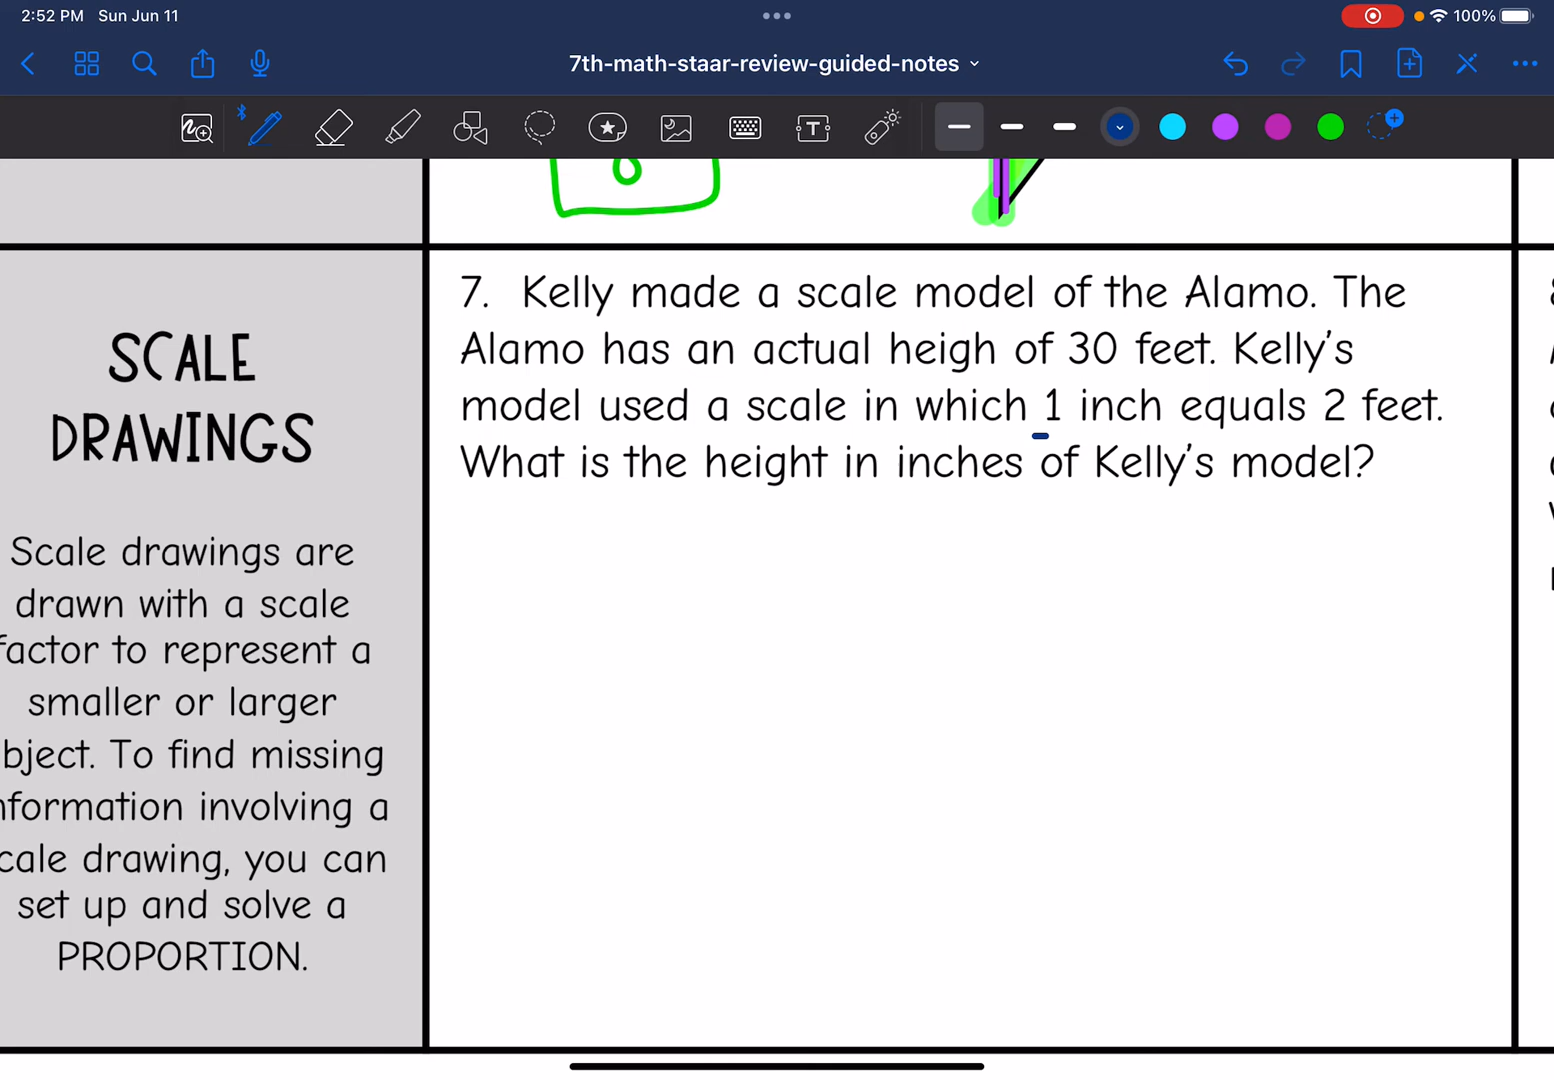 2:52 PM Sun Jun 11
100%
7th-math-staar-review-guided-notes
8
7. Kelly made a scale model of the Alamo. The
Alamo has an actual heigh of 30 feet. Kelly's
model used a scale in which 1 inch equals 2 feet.
What is the height in inches of Kelly's model?
SCALE
DRAWINGS
Scale drawings are
drawn with a scale
factor to represent a
smaller or larger
bject. To find missing
nformation involving a
cale drawing, you can
set up and solve a
PROPORTION.